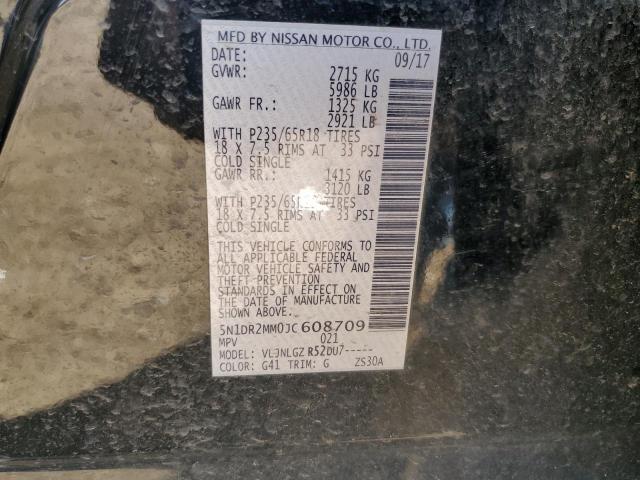 MFD BY NISSAN MOTOR CO., LTD.
DATE: 09/17
GVWR: 2715 KG
5986 LB
GAWR FR.: 1325 KG
2921 LB
WITH P235/65R18 TIRES
18 X 7.5 RIMS AT 33 PSI
COLD SINGLE
GAWR RR.: 1415 KG
3120 LB
WITH P235/65R18 TIRES
18 X 7.5 RIMS AT 33 PSI
COLD SINGLE
THIS VEHICLE CONFORMS TO
ALL APPLICABLE FEDERAL
MOTOR VEHICLE SAFETY AND
THEFT PREVENTION
STANDARDS IN EFFECT ON THE
DATE OF MANUFACTURE
SHOWN ABOVE.
5N1DR2MM0JC608709
MPV 021
MODEL: VLJNLGZ R52DU7-----
COLOR: G41 TRIM: G ZS30A